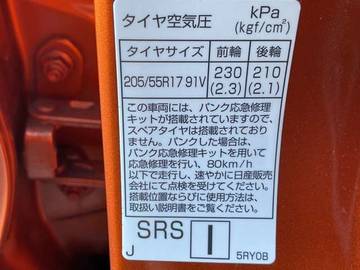 タイヤ空気圧 kPa
(kgf/cm²)
タイヤサイズ 前輪 後輪
205/55R17 91V 230 210
(2.3) (2.1)
この車両には、パンク応急修理
キットが搭載されていますので、
スペアタイヤは搭載されており
ません。パンクした場合は、
パンク応急修理キットを用いて
応急修理を行い、80km/h
以下で走行し、速やかに日産販売
店にて点検を受けてください。
搭載位置ならびに使用方法は、
取扱説明書をご覧ください。
SRS I
J 5RY0B